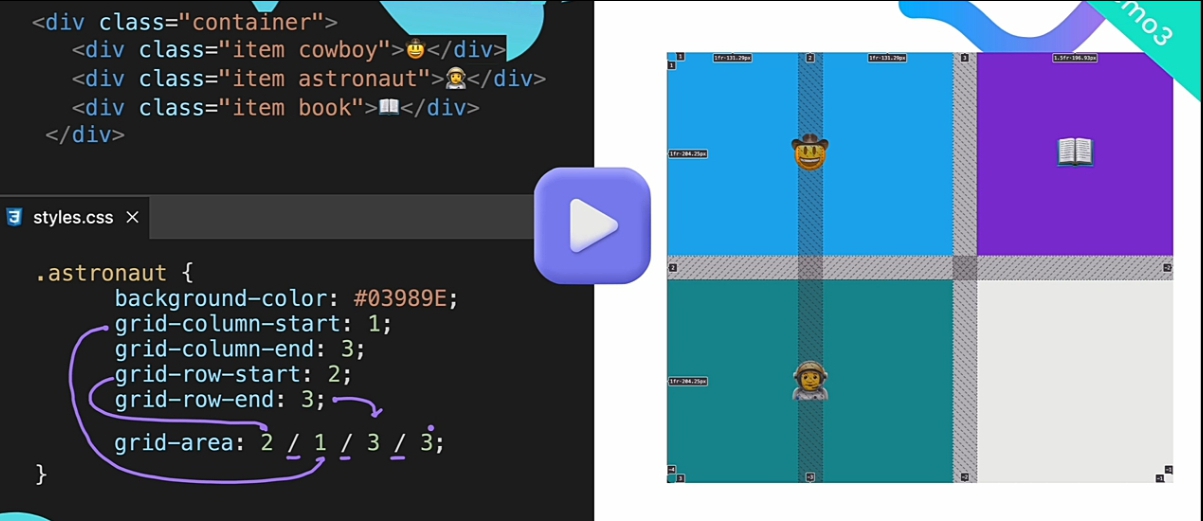 <div class="container">
<div class="item cowboy">🤠</div>
<div class="item astronaut">🧑‍🚀</div>
<div class="item book">📖</div>
</div>
styles.css ×
.astronaut {
background-color: #03989E;
grid-column-start: 1;
grid-column-end: 3;
grid-row-start: 2;
grid-row-end: 3;
grid-area: 2 / 1 / 3 / 3;
}
mo3
1 1fr·131.29px 2 1fr·131.29px 3 1.5fr·196.93px
1
1fr·204.25px
2 -2
1fr·204.25px
-4 -1
3 -3 -2 -1